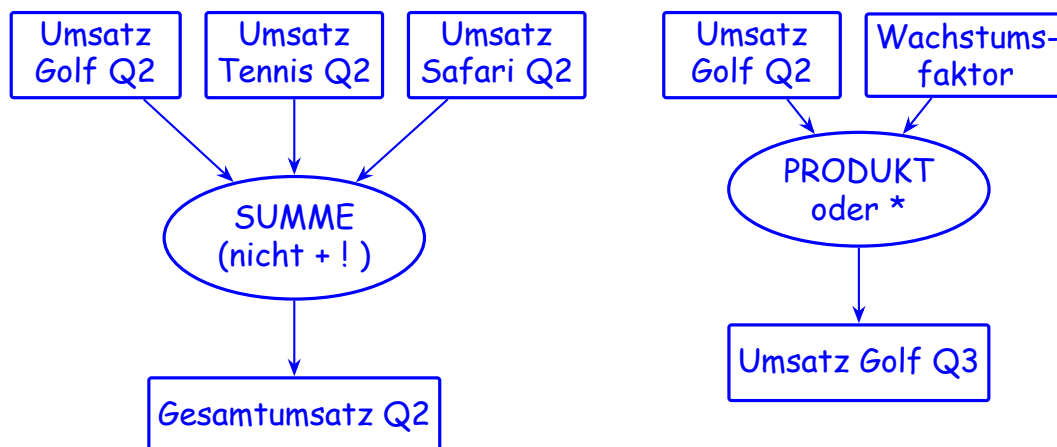 Umsatz
Golf Q2
Umsatz
Tennis Q2
Umsatz
Safari Q2
SUMME
(nicht + ! )
Gesamtumsatz Q2
Umsatz
Golf Q2
Wachstums-
faktor
PRODUKT
oder *
Umsatz Golf Q3